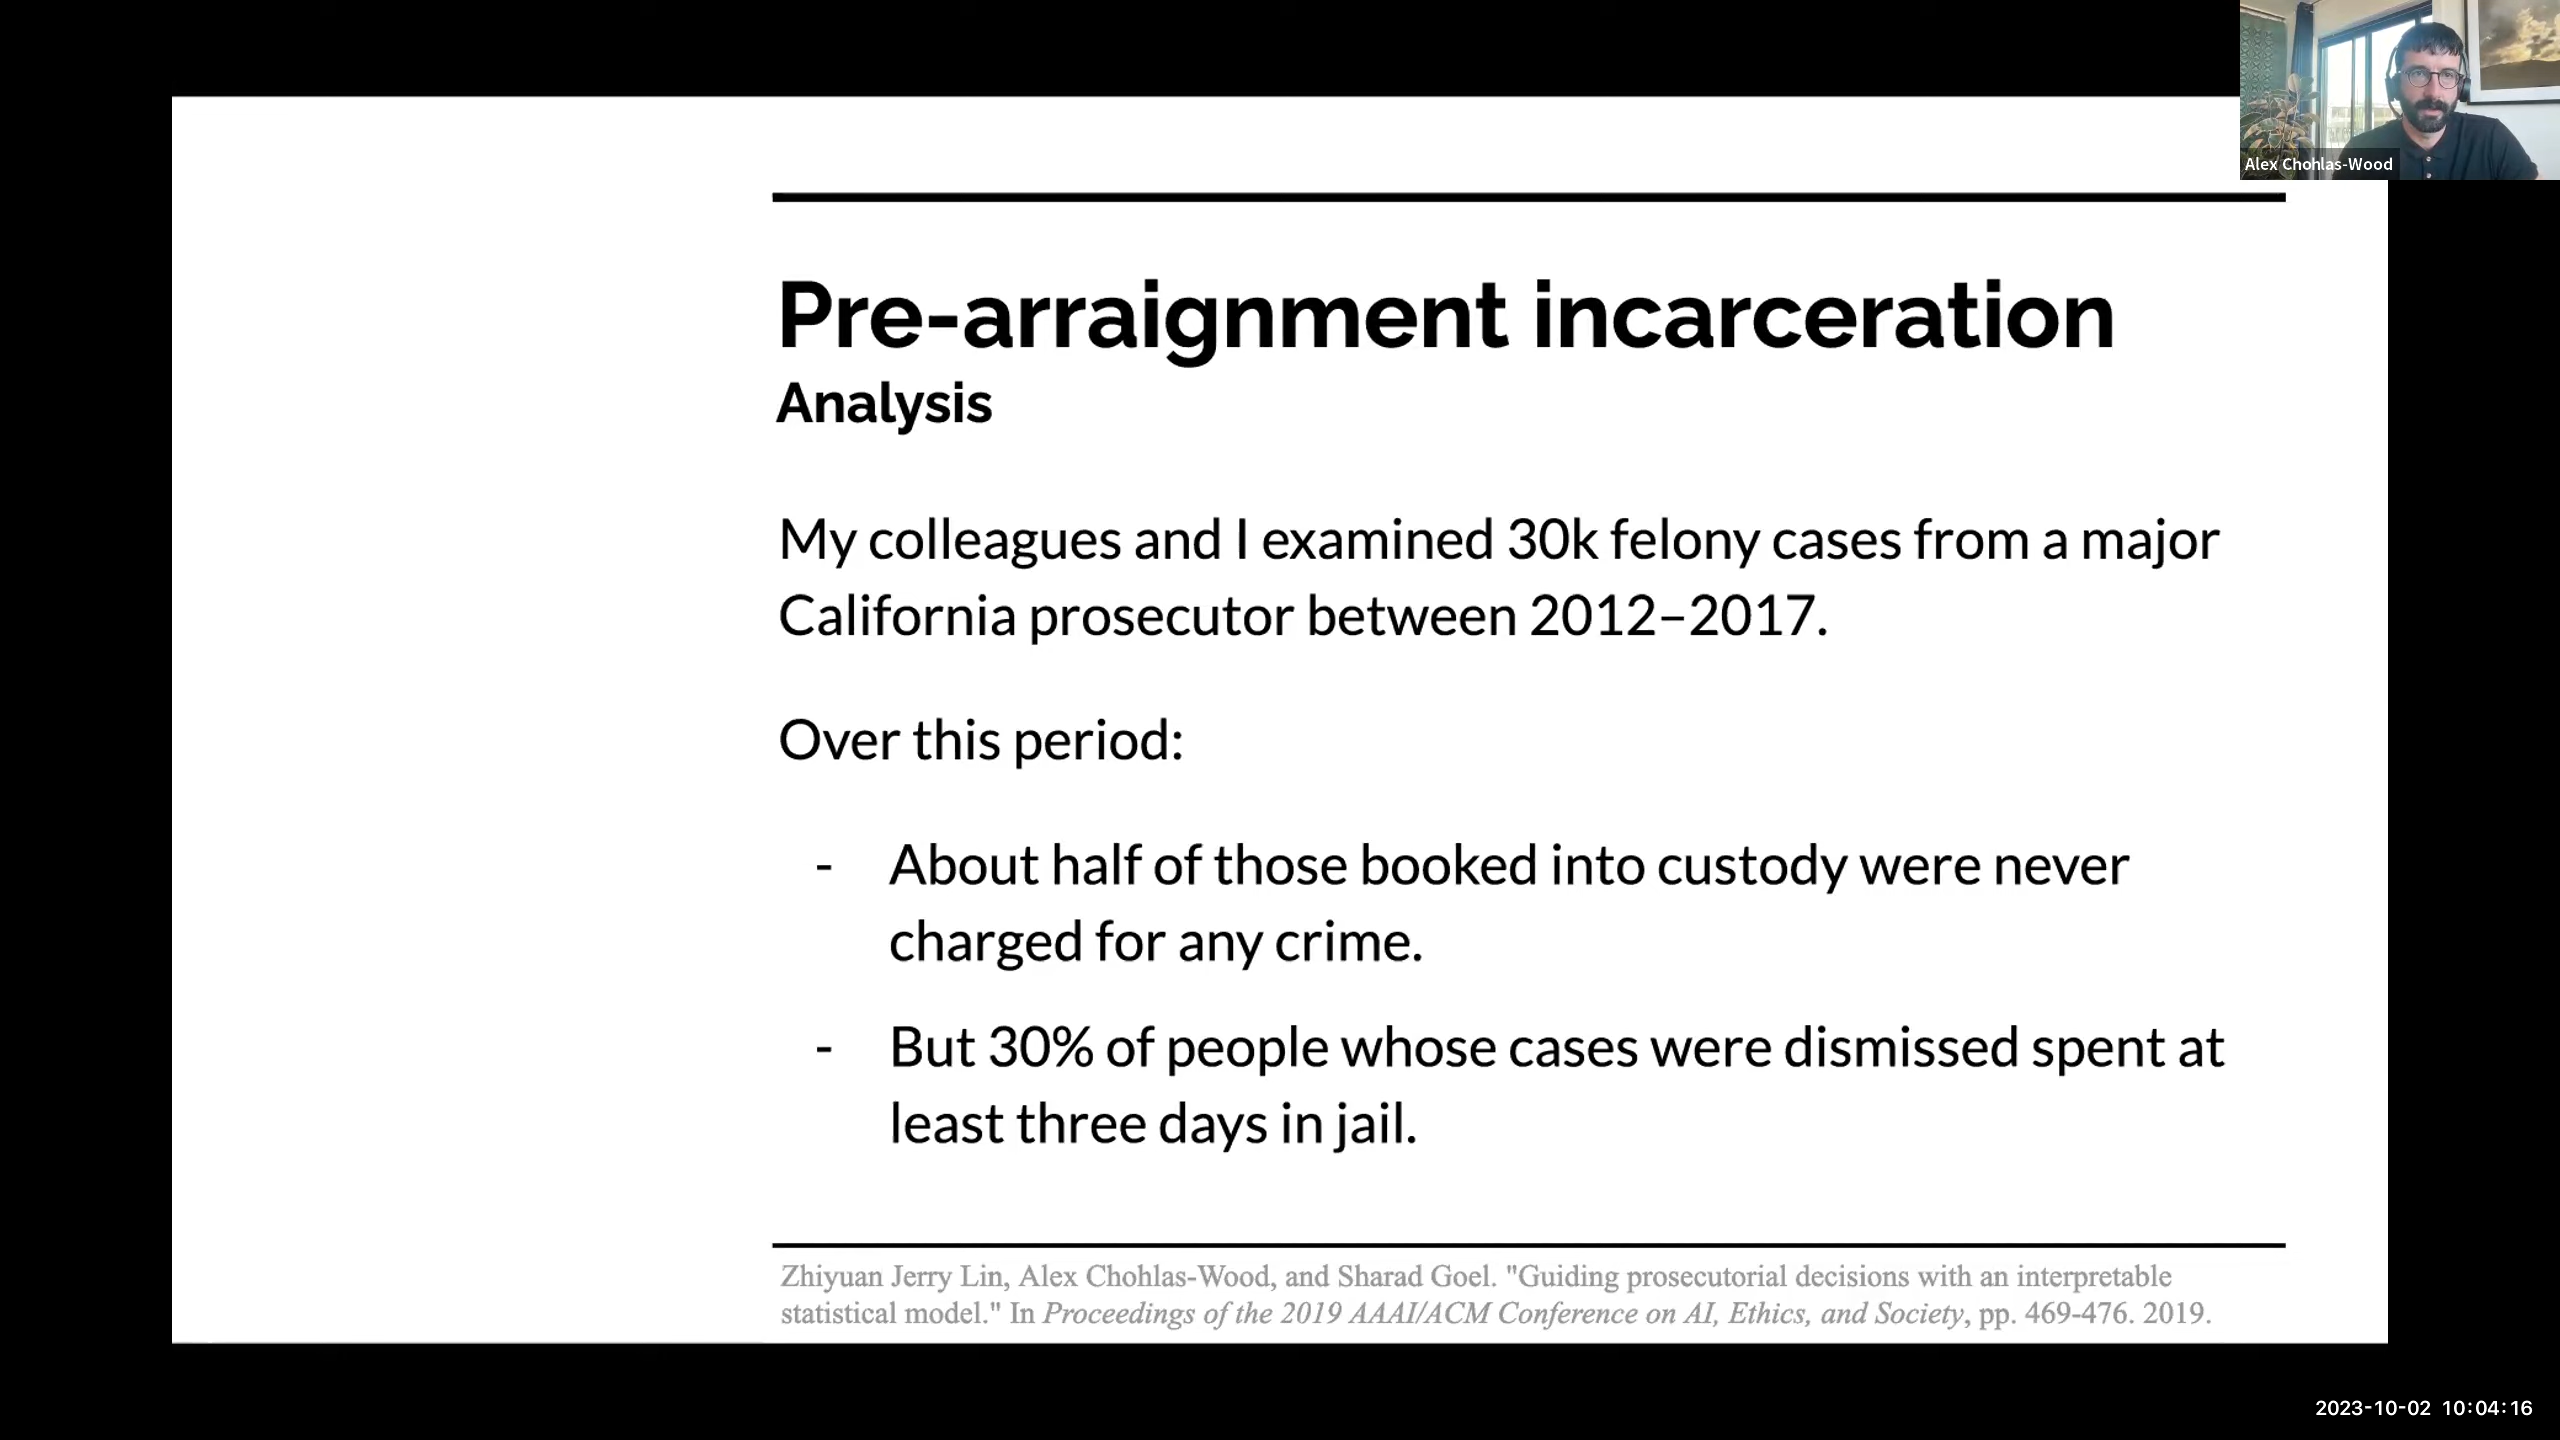 Alex Chohlas-Wood
Pre-arraignment incarceration
Analysis
My colleagues and I examined 30k felony cases from a major
California prosecutor between 2012–2017.
Over this period:
- About half of those booked into custody were never
charged for any crime.
- But 30% of people whose cases were dismissed spent at
least three days in jail.
Zhiyuan Jerry Lin, Alex Chohlas-Wood, and Sharad Goel. "Guiding prosecutorial decisions with an interpretable
statistical model." In Proceedings of the 2019 AAAI/ACM Conference on AI, Ethics, and Society, pp. 469-476. 2019.
2023-10-02 10:04:16